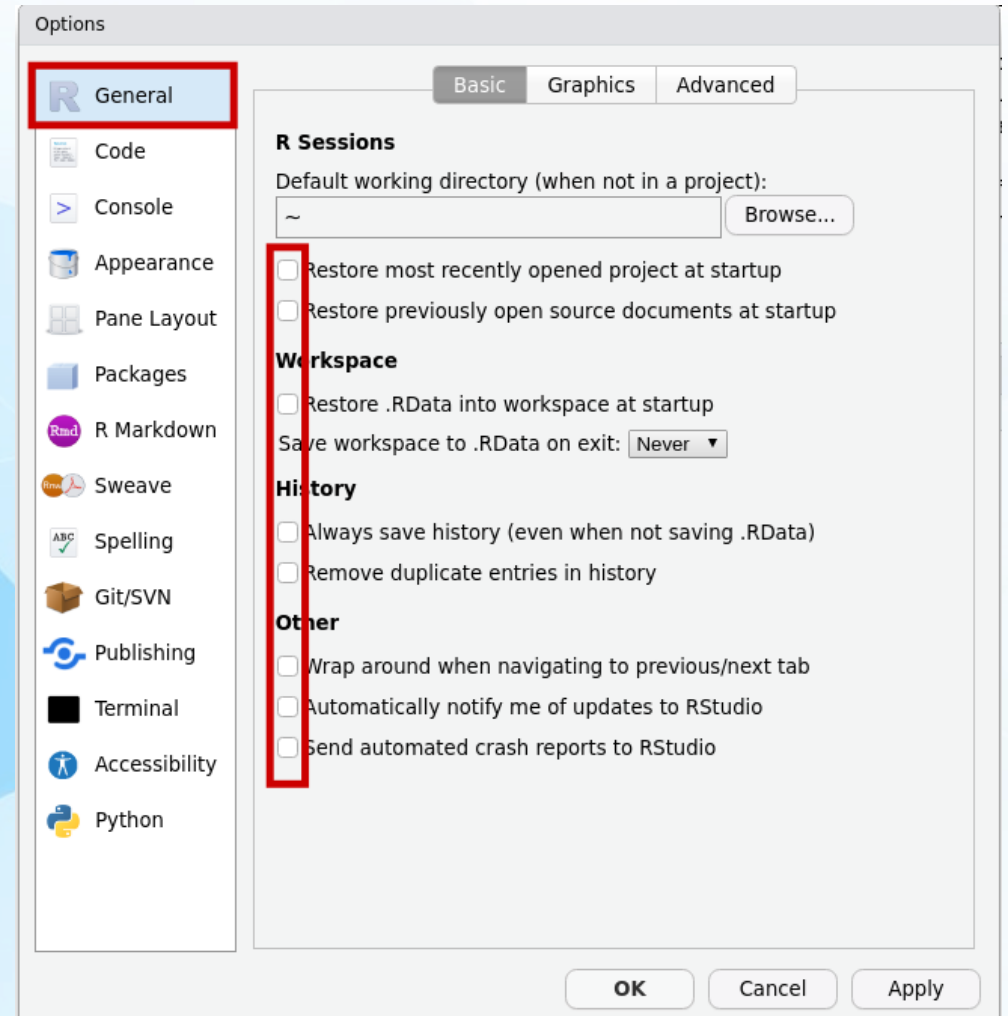 Options
General
Code
Console
Appearance
Pane Layout
Packages
Rmd R Markdown
Sweave
ABC Spelling
Git/SVN
Publishing
Terminal
Accessibility
Python
Basic Graphics Advanced
R Sessions
Default working directory (when not in a project):
~ Browse...
Restore most recently opened project at startup
Restore previously open source documents at startup
Workspace
Restore .RData into workspace at startup
Save workspace to .RData on exit: Never
History
Always save history (even when not saving .RData)
Remove duplicate entries in history
Other
Wrap around when navigating to previous/next tab
Automatically notify me of updates to RStudio
Send automated crash reports to RStudio
OK Cancel Apply